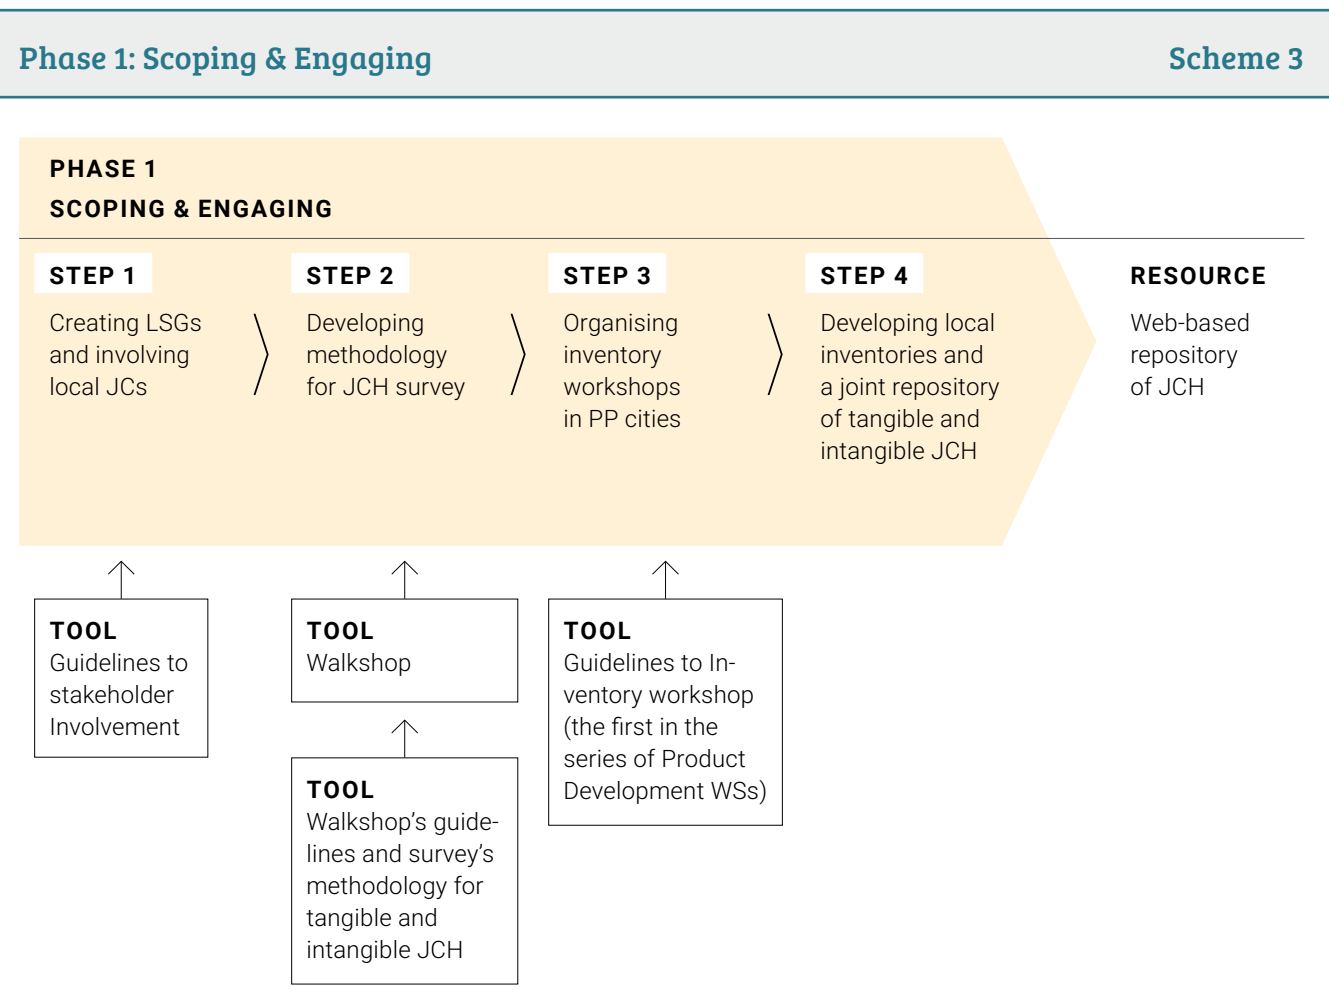 Phase 1: Scoping & Engaging
Scheme 3
PHASE 1
SCOPING & ENGAGING
STEP 1
Creating LSGs
and involving
local JCs
STEP 2
Developing
methodology
for JCH survey
STEP 3
Organising
inventory
workshops
in PP cities
STEP 4
Developing local
inventories and
a joint repository
of tangible and
intangible JCH
RESOURCE
Web-based
repository
of JCH
TOOL
Guidelines to
stakeholder
Involvement
TOOL
Walkshop
TOOL
Walkshop's guide-
lines and survey's
methodology for
tangible and
intangible JCH
TOOL
Guidelines to In-
ventory workshop
(the first in the
series of Product
Development WSs)